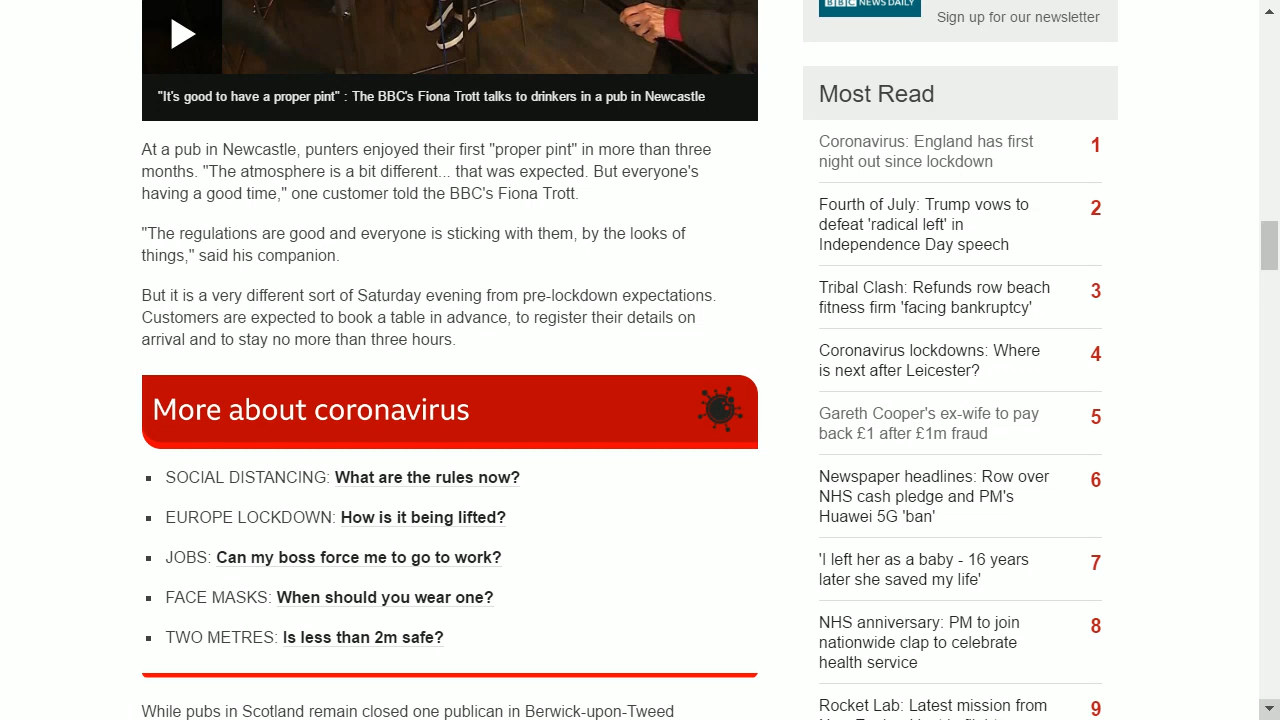 BBC NEWS DAILY
Sign up for our newsletter
"It's good to have a proper pint" : The BBC's Fiona Trott talks to drinkers in a pub in Newcastle
At a pub in Newcastle, punters enjoyed their first "proper pint" in more than three
months. "The atmosphere is a bit different... that was expected. But everyone's
having a good time," one customer told the BBC's Fiona Trott.
"The regulations are good and everyone is sticking with them, by the looks of
things," said his companion.
But it is a very different sort of Saturday evening from pre-lockdown expectations.
Customers are expected to book a table in advance, to register their details on
arrival and to stay no more than three hours.
More about coronavirus
▪ SOCIAL DISTANCING: What are the rules now?
▪ EUROPE LOCKDOWN: How is it being lifted?
▪ JOBS: Can my boss force me to go to work?
▪ FACE MASKS: When should you wear one?
▪ TWO METRES: Is less than 2m safe?
While pubs in Scotland remain closed one publican in Berwick-upon-Tweed
Most Read
Coronavirus: England has first 1
night out since lockdown
Fourth of July: Trump vows to 2
defeat 'radical left' in
Independence Day speech
Tribal Clash: Refunds row beach 3
fitness firm 'facing bankruptcy'
Coronavirus lockdowns: Where 4
is next after Leicester?
Gareth Cooper's ex-wife to pay 5
back £1 after £1m fraud
Newspaper headlines: Row over 6
NHS cash pledge and PM's
Huawei 5G 'ban'
'I left her as a baby - 16 years 7
later she saved my life'
NHS anniversary: PM to join 8
nationwide clap to celebrate
health service
Rocket Lab: Latest mission from 9